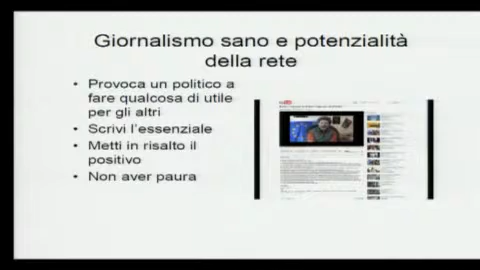 Giornalismo sano e potenzialità
della rete
• Provoca un politico a
fare qualcosa di utile
per gli altri
• Scrivi l'essenziale
• Metti in risalto il
positivo
• Non aver paura